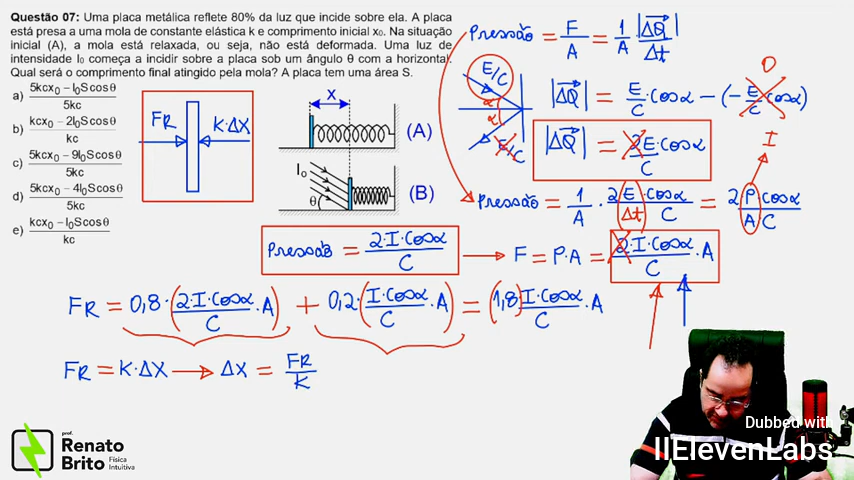 Questão 07: Uma placa metálica reflete 80% da luz que incide sobre ela. A placa
está presa a uma mola de constante elástica k e comprimento inicial x₀. Na situação
inicial (A), a mola está relaxada, ou seja, não está deformada. Uma luz de
intensidade I₀ começa a incidir sobre a placa sob um ângulo θ com a horizontal.
Qual será o comprimento final atingido pela mola? A placa tem uma área S.
a) 5kcx₀ − I₀Scosθ / 5kc
b) kcx₀ − 2I₀Scosθ / kc
c) 5kcx₀ − 9I₀Scosθ / 5kc
d) 5kcx₀ − 4I₀Scosθ / 5kc
e) kcx₀ − I₀Scosθ / kc
FR K·ΔX
X
(A)
I₀
θ
(B)
Pressão = F/A = 1/A |ΔQ|/Δt
E/C
α
α
E/C
|ΔQ| = E/C cosα − (−E/C cosα)
0
|ΔQ| = 2E cosα / C
I
Pressão = 1/A · 2E·cosα / Δt C = 2 P cosα / A C
Pressão = 2·I·cosα / C → F = P·A = 2·I·cosα / C · A
FR = 0,8·(2·I·cosα / C · A) + 0,2·(I·cosα / C · A) = (1,8) I·cosα / C · A
FR = K·ΔX → ΔX = FR / K
prof.
Renato
Brito
Física
Intuitiva
Dubbed with
IIElevenLabs